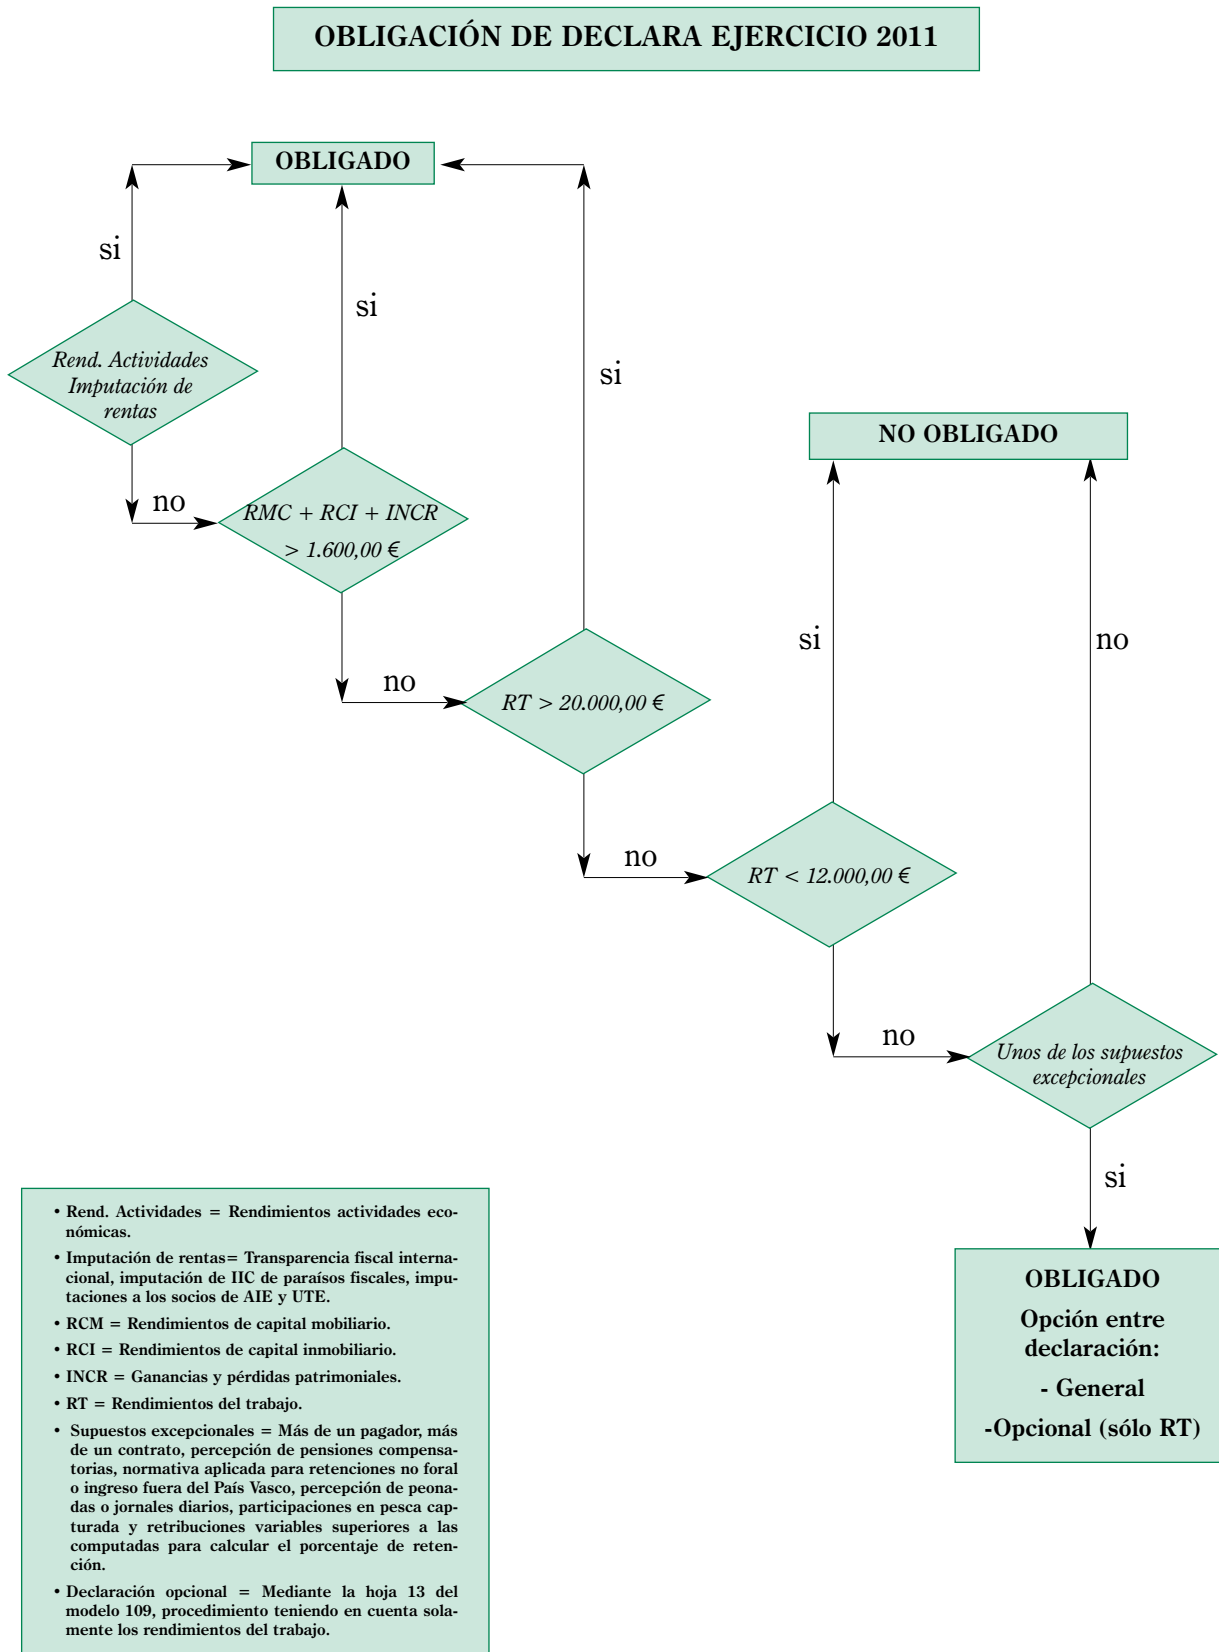 OBLIGACIÓN DE DECLARA EJERCICIO 2011
OBLIGADO
si
si
si
Rend. Actividades
Imputación de
rentas
no
RMC + RCI + INCR
> 1.600,00 €
no
RT > 20.000,00 €
no
NO OBLIGADO
si
no
RT < 12.000,00 €
no
Unos de los supuestos
excepcionales
si
OBLIGADO
Opción entre
declaración:
- General
-Opcional (sólo RT)
• Rend. Actividades = Rendimientos actividades eco-
nómicas.
• Imputación de rentas= Transparencia fiscal interna-
cional, imputación de IIC de paraísos fiscales, impu-
taciones a los socios de AIE y UTE.
• RCM = Rendimientos de capital mobiliario.
• RCI = Rendimientos de capital inmobiliario.
• INCR = Ganancias y pérdidas patrimoniales.
• RT = Rendimientos del trabajo.
• Supuestos excepcionales = Más de un pagador, más
de un contrato, percepción de pensiones compensa-
torias, normativa aplicada para retenciones no foral
o ingreso fuera del País Vasco, percepción de peona-
das o jornales diarios, participaciones en pesca cap-
turada y retribuciones variables superiores a las
computadas para calcular el porcentaje de reten-
ción.
• Declaración opcional = Mediante la hoja 13 del
modelo 109, procedimiento teniendo en cuenta sola-
mente los rendimientos del trabajo.